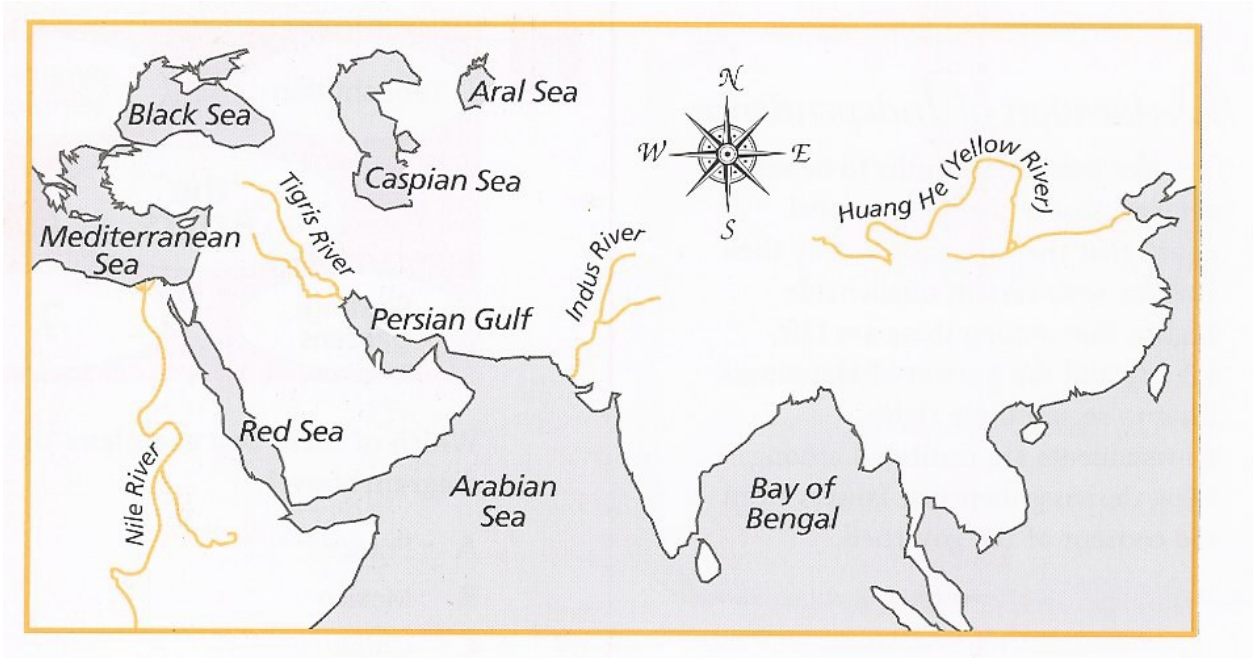 N
Aral Sea
Black Sea
W
E
Caspian Sea
Huang He (Yellow River)
Tigris River
S
Mediterranean
Sea
Indus River
Persian Gulf
Red Sea
Nile River
Arabian
Sea
Bay of
Bengal